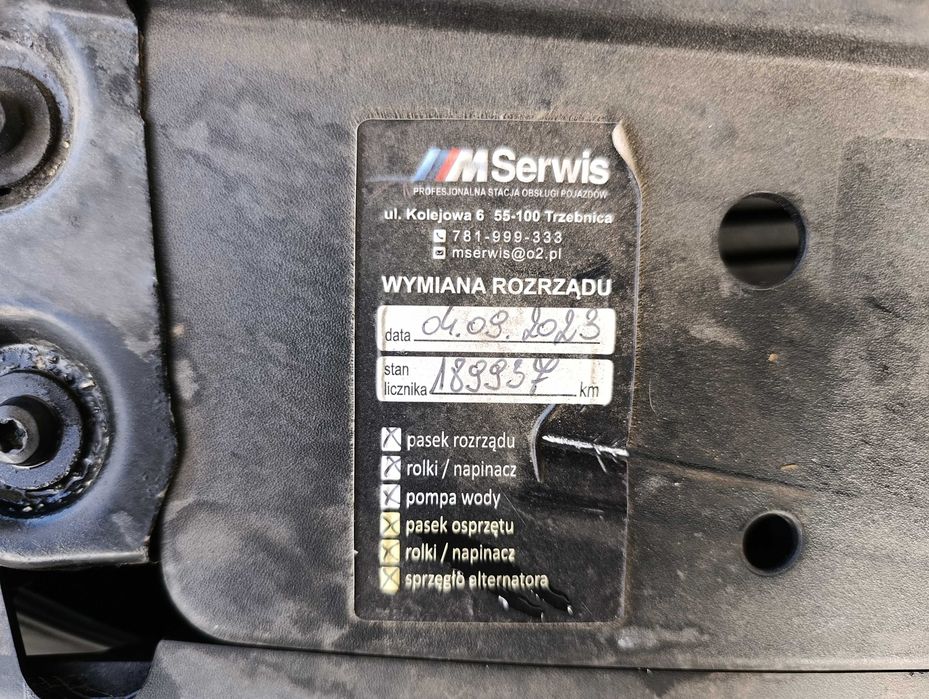 M Serwis
PROFESJONALNA STACJA OBSŁUGI POJAZDÓW
ul. Kolejowa 6 55-100 Trzebnica
781-999-333
mserwis@o2.pl
WYMIANA ROZRZĄDU
data 04.09.2023
stan
licznika 189937 km
pasek rozrządu
rolki / napinacz
pompa wody
pasek osprzętu
rolki / napinacz
sprzęgło alternatora